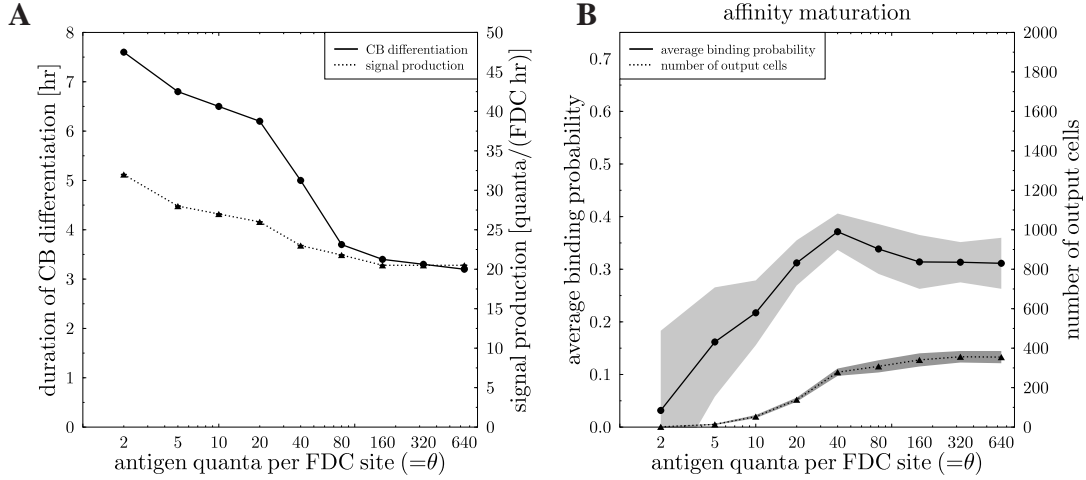 A
CB differentiation
signal production
duration of CB differentiation [hr]
8
7
6
5
4
3
2
1
0
50
45
40
35
30
25
20
15
10
5
0
signal production [quanta/(FDC hr)]
2 5 10 20 40 80 160 320 640
antigen quanta per FDC site (=θ)
B
affinity maturation
average binding probability
number of output cells
average binding probability
0.7
0.6
0.5
0.4
0.3
0.2
0.1
0.0
2000
1800
1600
1400
1200
1000
800
600
400
200
0
number of output cells
2 5 10 20 40 80 160 320 640
antigen quanta per FDC site (=θ)